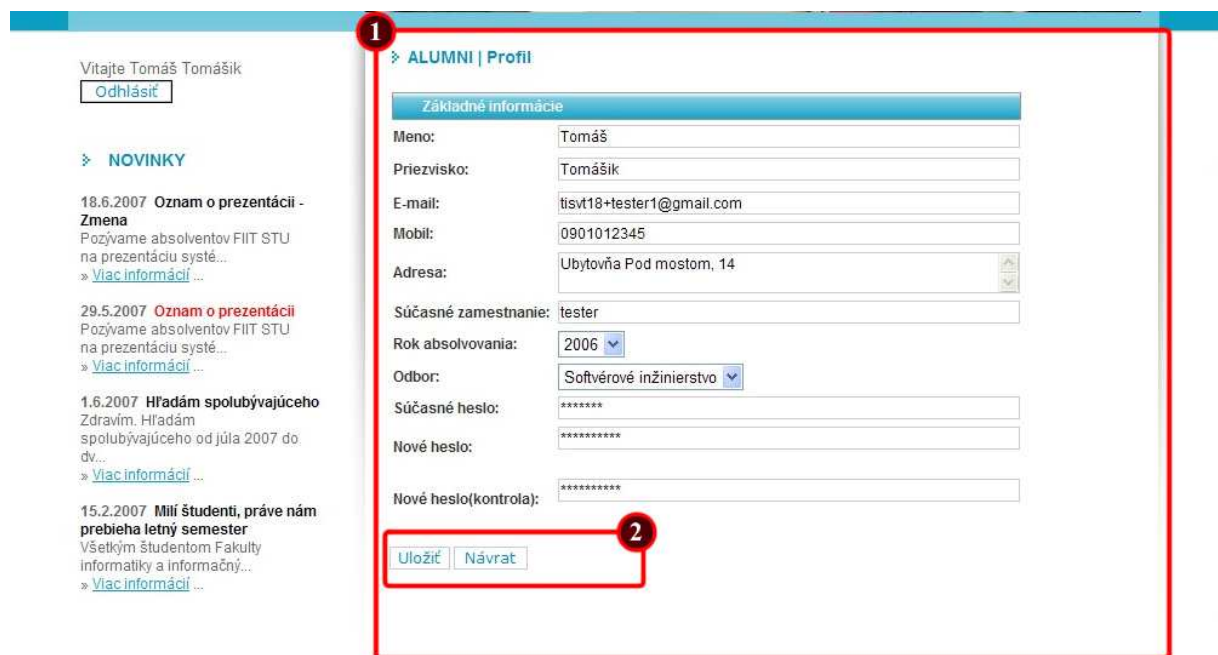 Vitajte Tomáš Tomášik
Odhlásiť
NOVINKY
18.6.2007 Oznam o prezentácii -
Zmena
Pozývame absolventov FIIT STU
na prezentáciu systé...
» Viac informácií ...
29.5.2007 Oznam o prezentácii
Pozývame absolventov FIIT STU
na prezentáciu systé...
» Viac informácií ...
1.6.2007 Hľadám spolubývajúceho
Zdravím. Hľadám
spolubývajúceho od júla 2007 do
dv...
» Viac informácií ...
15.2.2007 Milí študenti, práve nám
prebieha letný semester
Všetkým študentom Fakulty
informatiky a informačný...
» Viac informácií ...
1
ALUMNI | Profil
Základné informácie
Meno: Tomáš
Priezvisko: Tomášik
E-mail: tisvt18+tester1@gmail.com
Mobil: 0901012345
Adresa: Ubytovňa Pod mostom, 14
Súčasné zamestnanie: tester
Rok absolvovania: 2006
Odbor: Softvérové inžinierstvo
Súčasné heslo: *******
Nové heslo: **********
Nové heslo(kontrola): **********
2
Uložiť Návrat